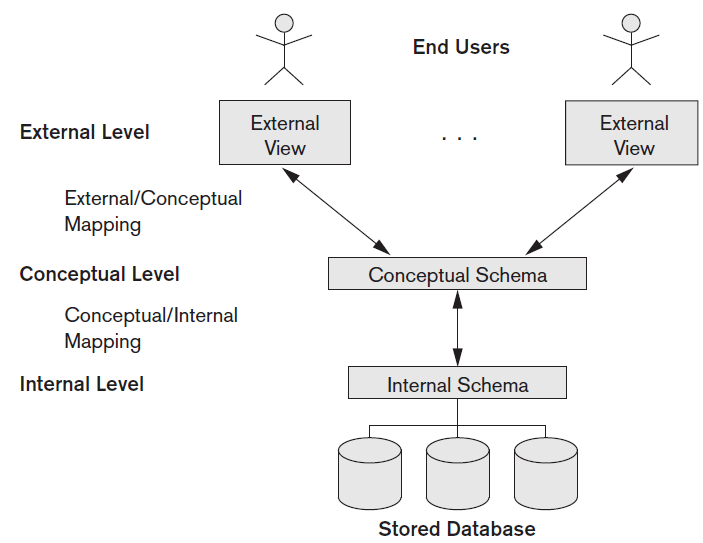 End Users
External Level
External
View
. . .
External
View
External/Conceptual
Mapping
Conceptual Level
Conceptual Schema
Conceptual/Internal
Mapping
Internal Level
Internal Schema
Stored Database